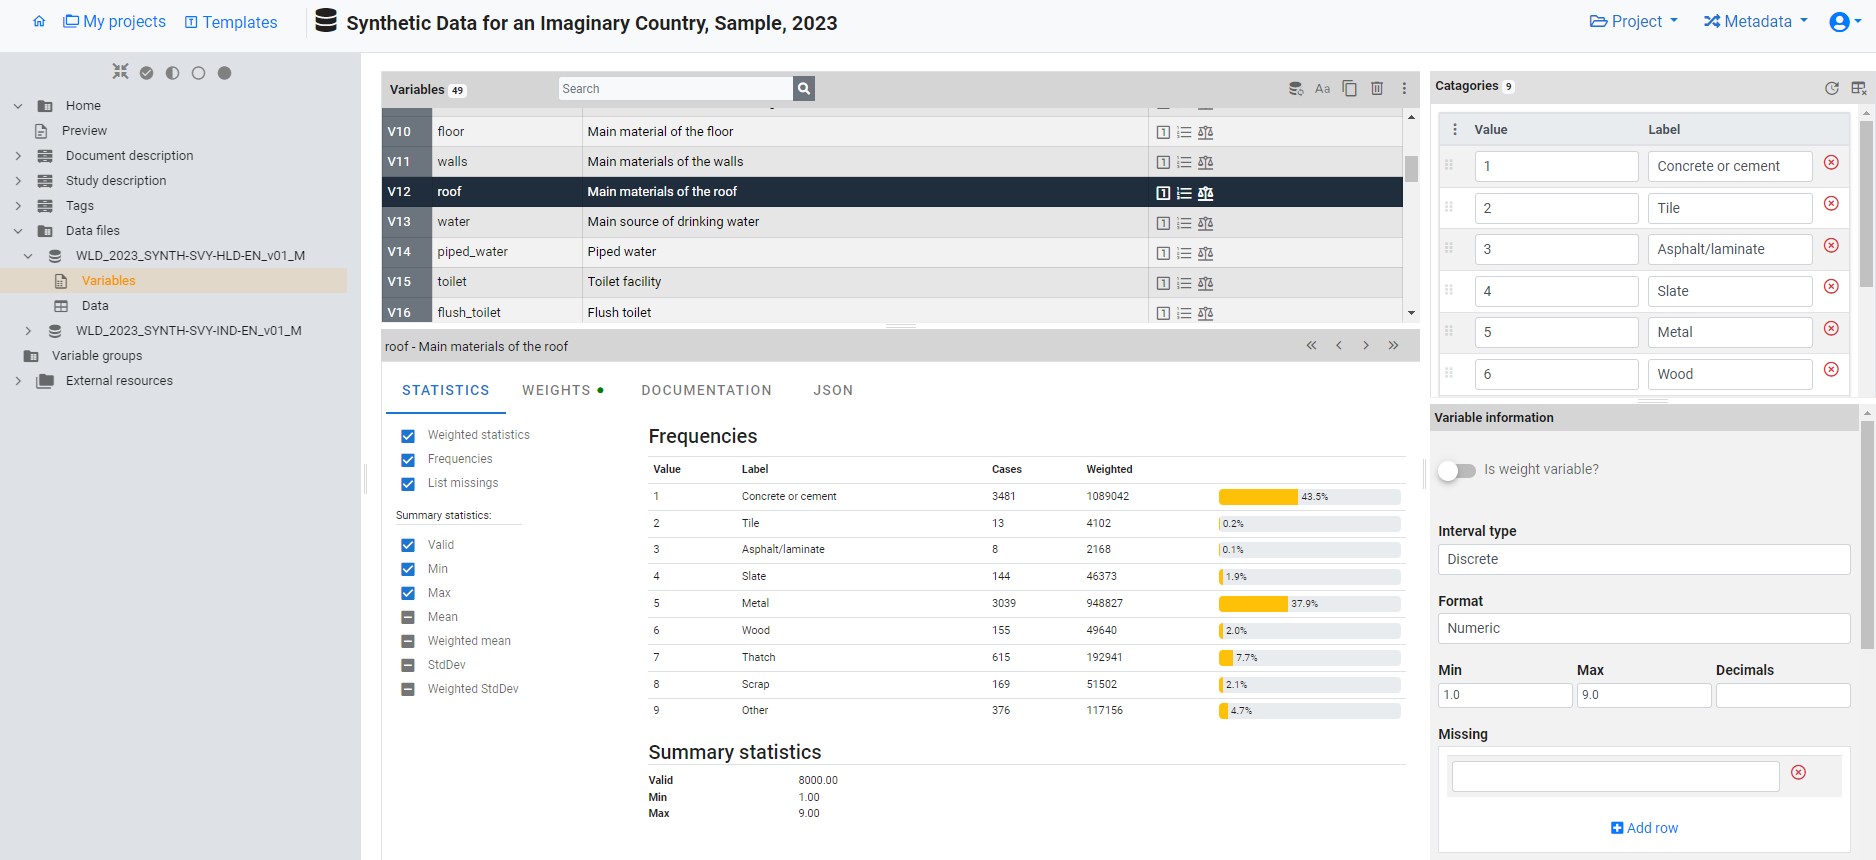 My projects Templates Synthetic Data for an Imaginary Country, Sample, 2023 Project Metadata
Home
Preview
Document description
Study description
Tags
Data files
WLD_2023_SYNTH-SVY-HLD-EN_v01_M
Variables
Data
WLD_2023_SYNTH-SVY-IND-EN_v01_M
Variable groups
External resources
Variables 49 Search Aa
V10 floor Main material of the floor
V11 walls Main materials of the walls
V12 roof Main materials of the roof
V13 water Main source of drinking water
V14 piped_water Piped water
V15 toilet Toilet facility
V16 flush_toilet Flush toilet
roof - Main materials of the roof
STATISTICS WEIGHTS DOCUMENTATION JSON
Weighted statistics
Frequencies
List missings
Summary statistics:
Valid
Min
Max
Mean
Weighted mean
StdDev
Weighted StdDev
Frequencies
Value Label Cases Weighted
1 Concrete or cement 3481 1089042 43.5%
2 Tile 13 4102 0.2%
3 Asphalt/laminate 8 2168 0.1%
4 Slate 144 46373 1.9%
5 Metal 3039 948827 37.9%
6 Wood 155 49640 2.0%
7 Thatch 615 192941 7.7%
8 Scrap 169 51502 2.1%
9 Other 376 117156 4.7%
Summary statistics
Valid 8000.00
Min 1.00
Max 9.00
Catagories 9
Value Label
1 Concrete or cement
2 Tile
3 Asphalt/laminate
4 Slate
5 Metal
6 Wood
Variable information
Is weight variable?
Interval type
Discrete
Format
Numeric
Min Max Decimals
1.0 9.0
Missing
Add row